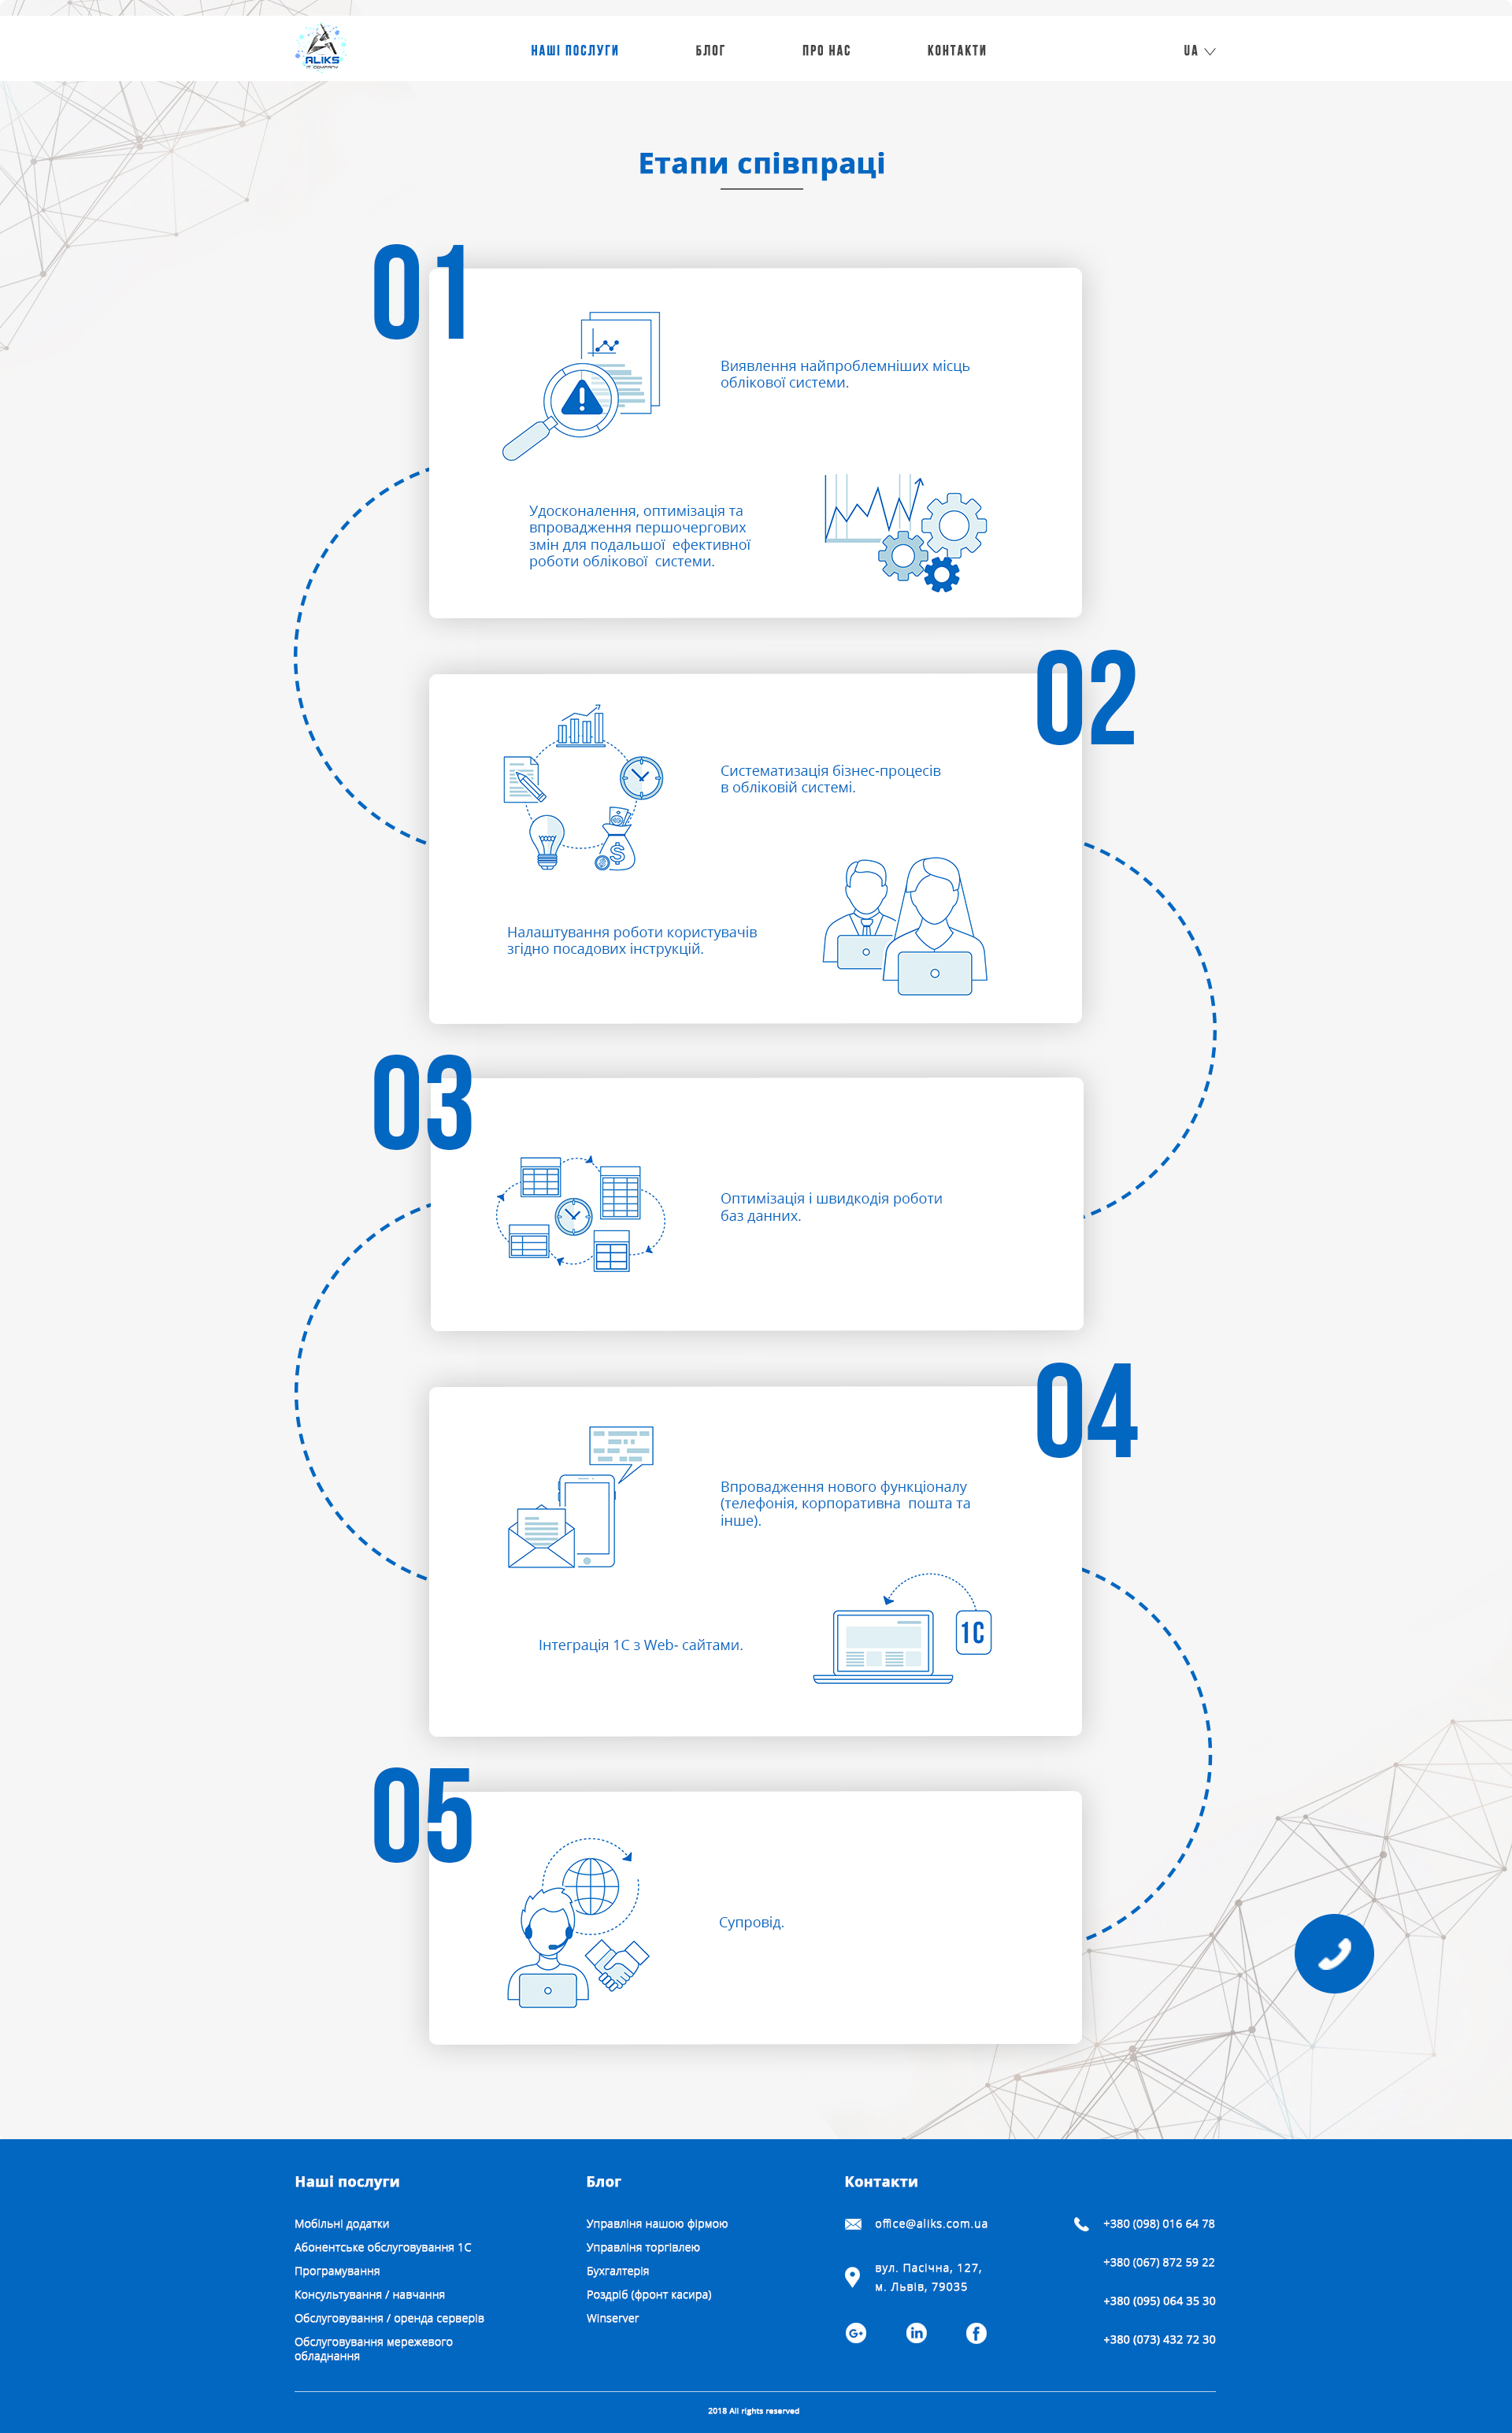 ALIKS
IT COMPANY
НАШІ ПОСЛУГИ
БЛОГ
ПРО НАС
КОНТАКТИ
UA
Етапи співпраці
01
Виявлення найпроблемніших місць
облікової системи.
Удосконалення, оптимізація та
впровадження першочергових
змін для подальшої ефективної
роботи облікової системи.
02
Систематизація бізнес-процесів
в обліковій системі.
Налаштування роботи користувачів
згідно посадових інструкцій.
03
Оптимізація і швидкодія роботи
баз данних.
04
Впровадження нового функціоналу
(телефонія, корпоративна пошта та
інше).
1C
Інтеграція 1С з Web- сайтами.
05
Супровід.
Наші послуги
Мобільні додатки
Абонентське обслуговування 1С
Програмування
Консультування / навчання
Обслуговування / оренда серверів
Обслуговування мережевого
обладнання
Блог
Управліня нашою фірмою
Управліня торгівлею
Бухгалтерія
Роздріб (фронт касира)
Winserver
Контакти
office@aliks.com.ua
вул. Пасічна, 127,
м. Львів, 79035
+380 (098) 016 64 78
+380 (067) 872 59 22
+380 (095) 064 35 30
+380 (073) 432 72 30
2018 All rights reserved